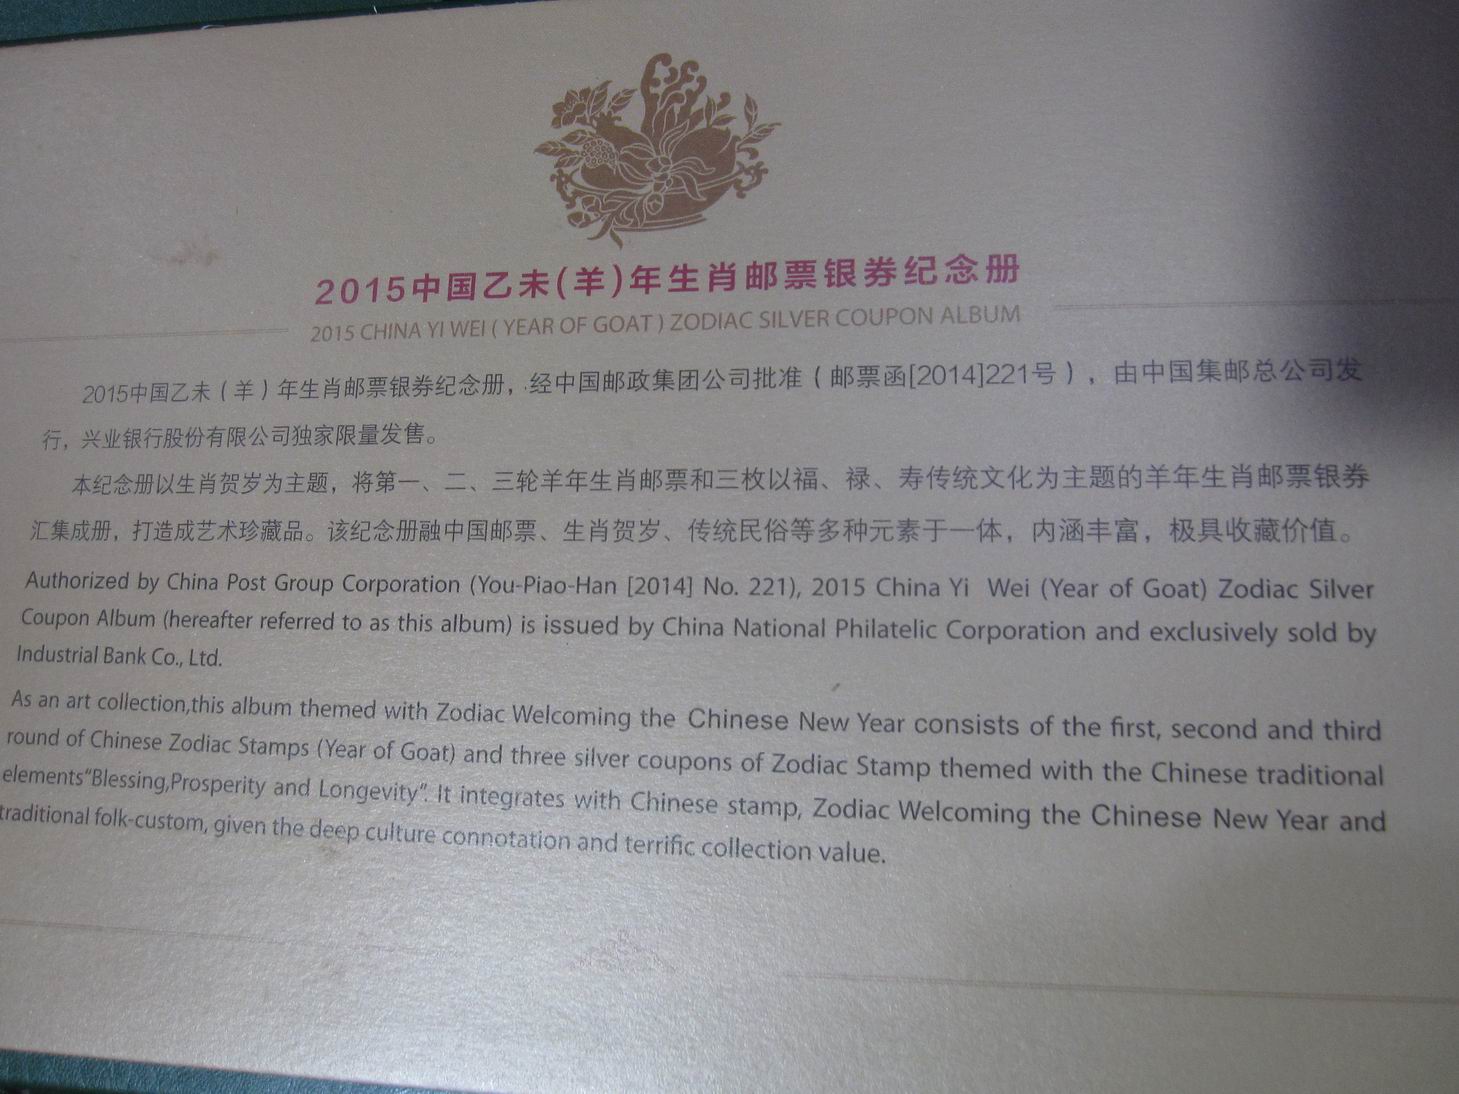 2015中国乙未(羊)年生肖邮票银券纪念册
2015 CHINA YI WEI ( YEAR OF GOAT ) ZODIAC SILVER COUPON ALBUM
2015中国乙未（羊）年生肖邮票银券纪念册，经中国邮政集团公司批准（邮票函[2014]221号），由中国集邮总公司发
行，兴业银行股份有限公司独家限量发售。
本纪念册以生肖贺岁为主题，将第一、二、三轮羊年生肖邮票和三枚以福、禄、寿传统文化为主题的羊年生肖邮票银券
汇集成册，打造成艺术珍藏品。该纪念册融中国邮票、生肖贺岁、传统民俗等多种元素于一体，内涵丰富，极具收藏价值。
Authorized by China Post Group Corporation (You-Piao-Han [2014] No. 221), 2015 China Yi Wei (Year of Goat) Zodiac Silver
Coupon Album (hereafter referred to as this album) is issued by China National Philatelic Corporation and exclusively sold by
Industrial Bank Co., Ltd.
As an art collection,this album themed with Zodiac Welcoming the Chinese New Year consists of the first, second and third
round of Chinese Zodiac Stamps (Year of Goat) and three silver coupons of Zodiac Stamp themed with the Chinese traditional
elements“Blessing,Prosperity and Longevity”. It integrates with Chinese stamp, Zodiac Welcoming the Chinese New Year and
traditional folk-custom, given the deep culture connotation and terrific collection value.